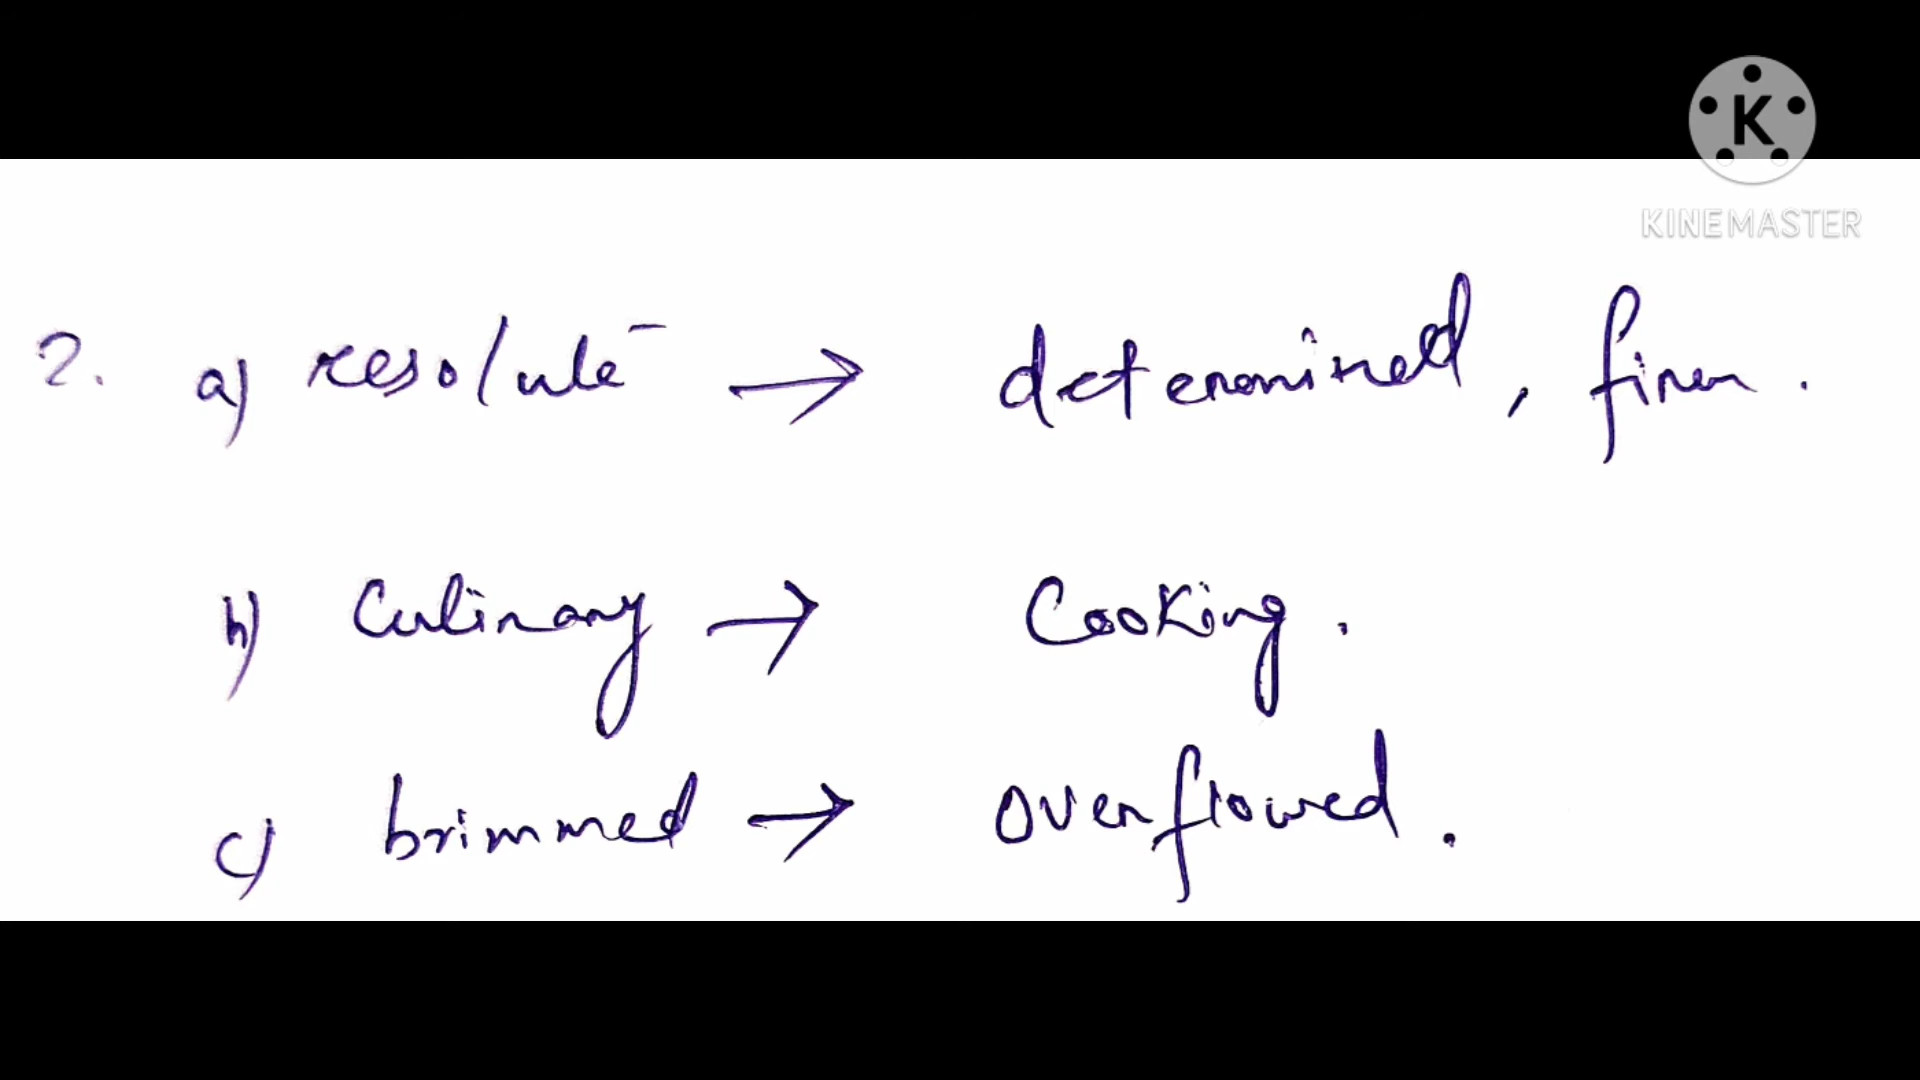 K
KINEMASTER
2. a) resolute → determined, firm.
b) Culinary → Cooking.
c) brimmed → overflowed.